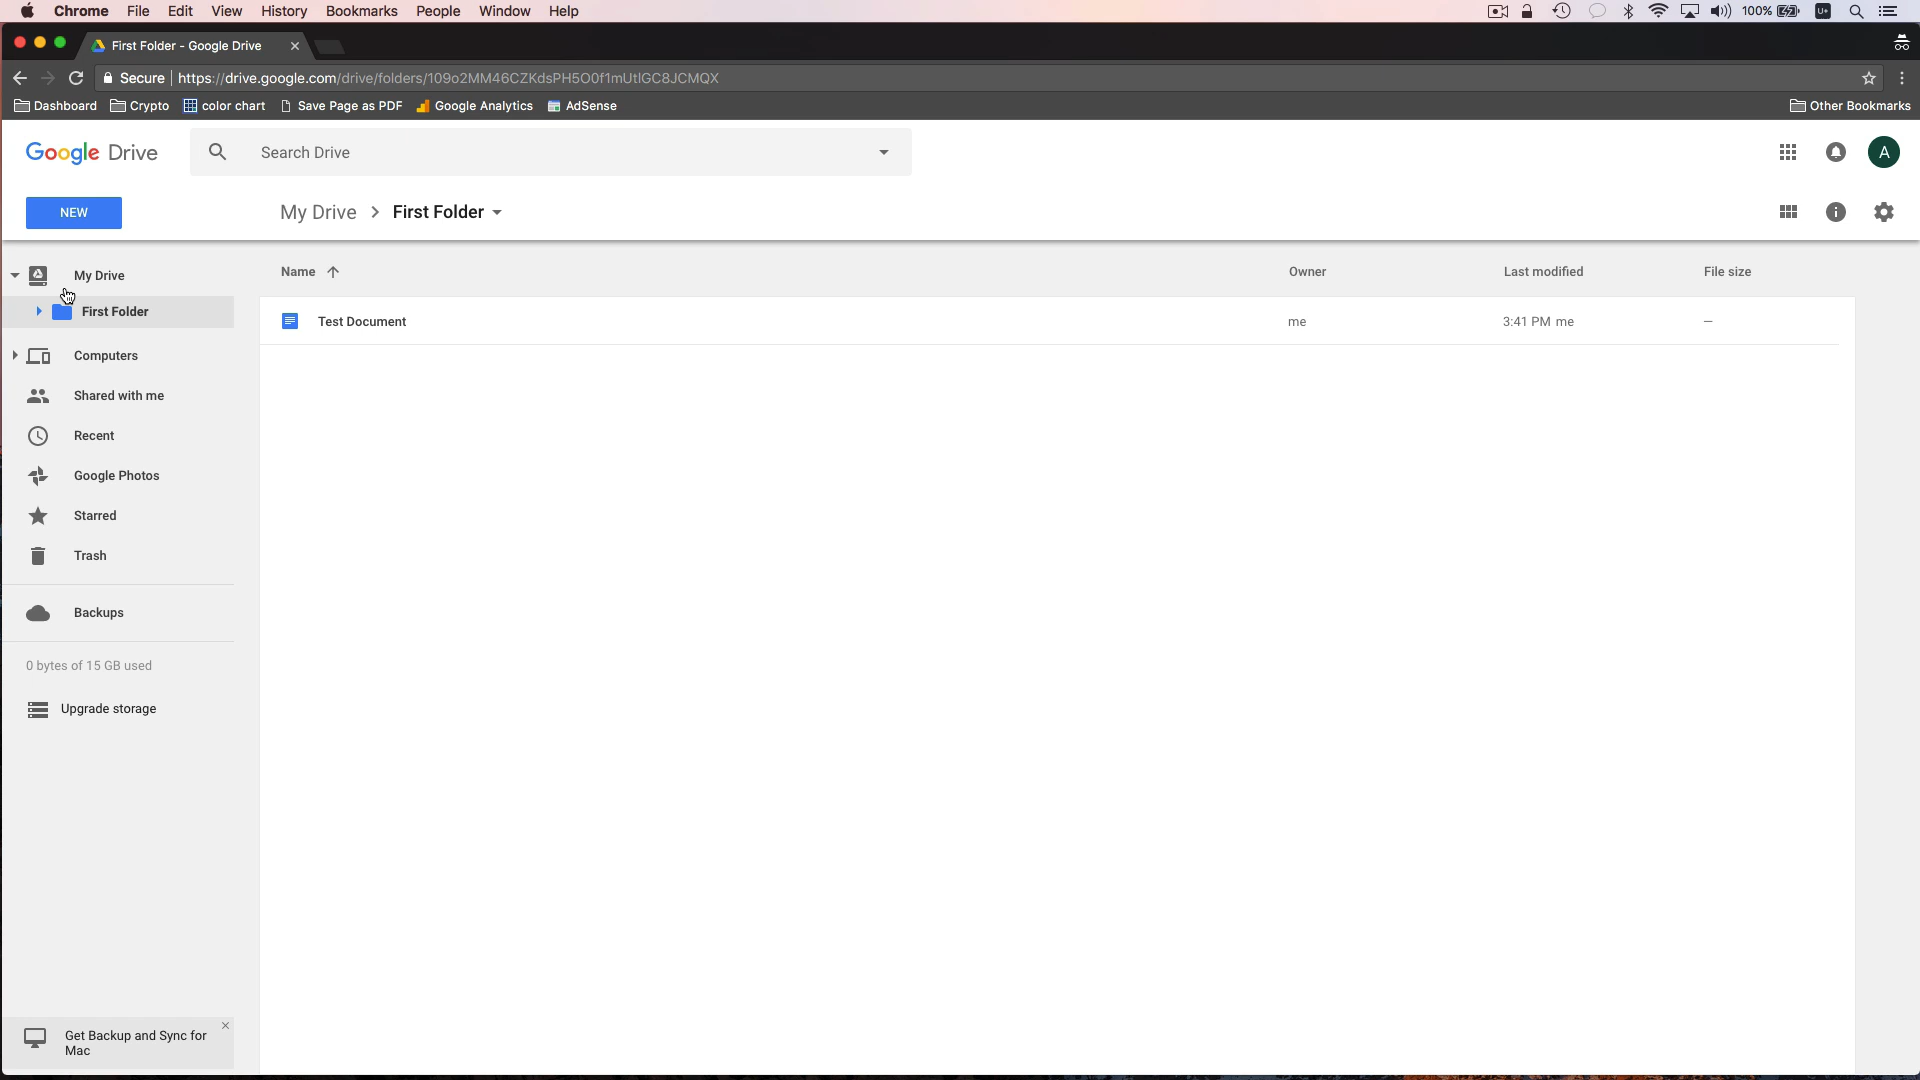 Chrome File Edit View History Bookmarks People Window Help 100%
First Folder - Google Drive
Secure https://drive.google.com/drive/folders/109o2MM46CZKdsPH5O0f1mUtIGC8JCMQX
Dashboard Crypto color chart Save Page as PDF Google Analytics AdSense Other Bookmarks
Google Drive Search Drive A
NEW My Drive > First Folder
My Drive Name Owner Last modified File size
First Folder Test Document me 3:41 PM me –
Computers
Shared with me
Recent
Google Photos
Starred
Trash
Backups
0 bytes of 15 GB used
Upgrade storage
Get Backup and Sync for
Mac